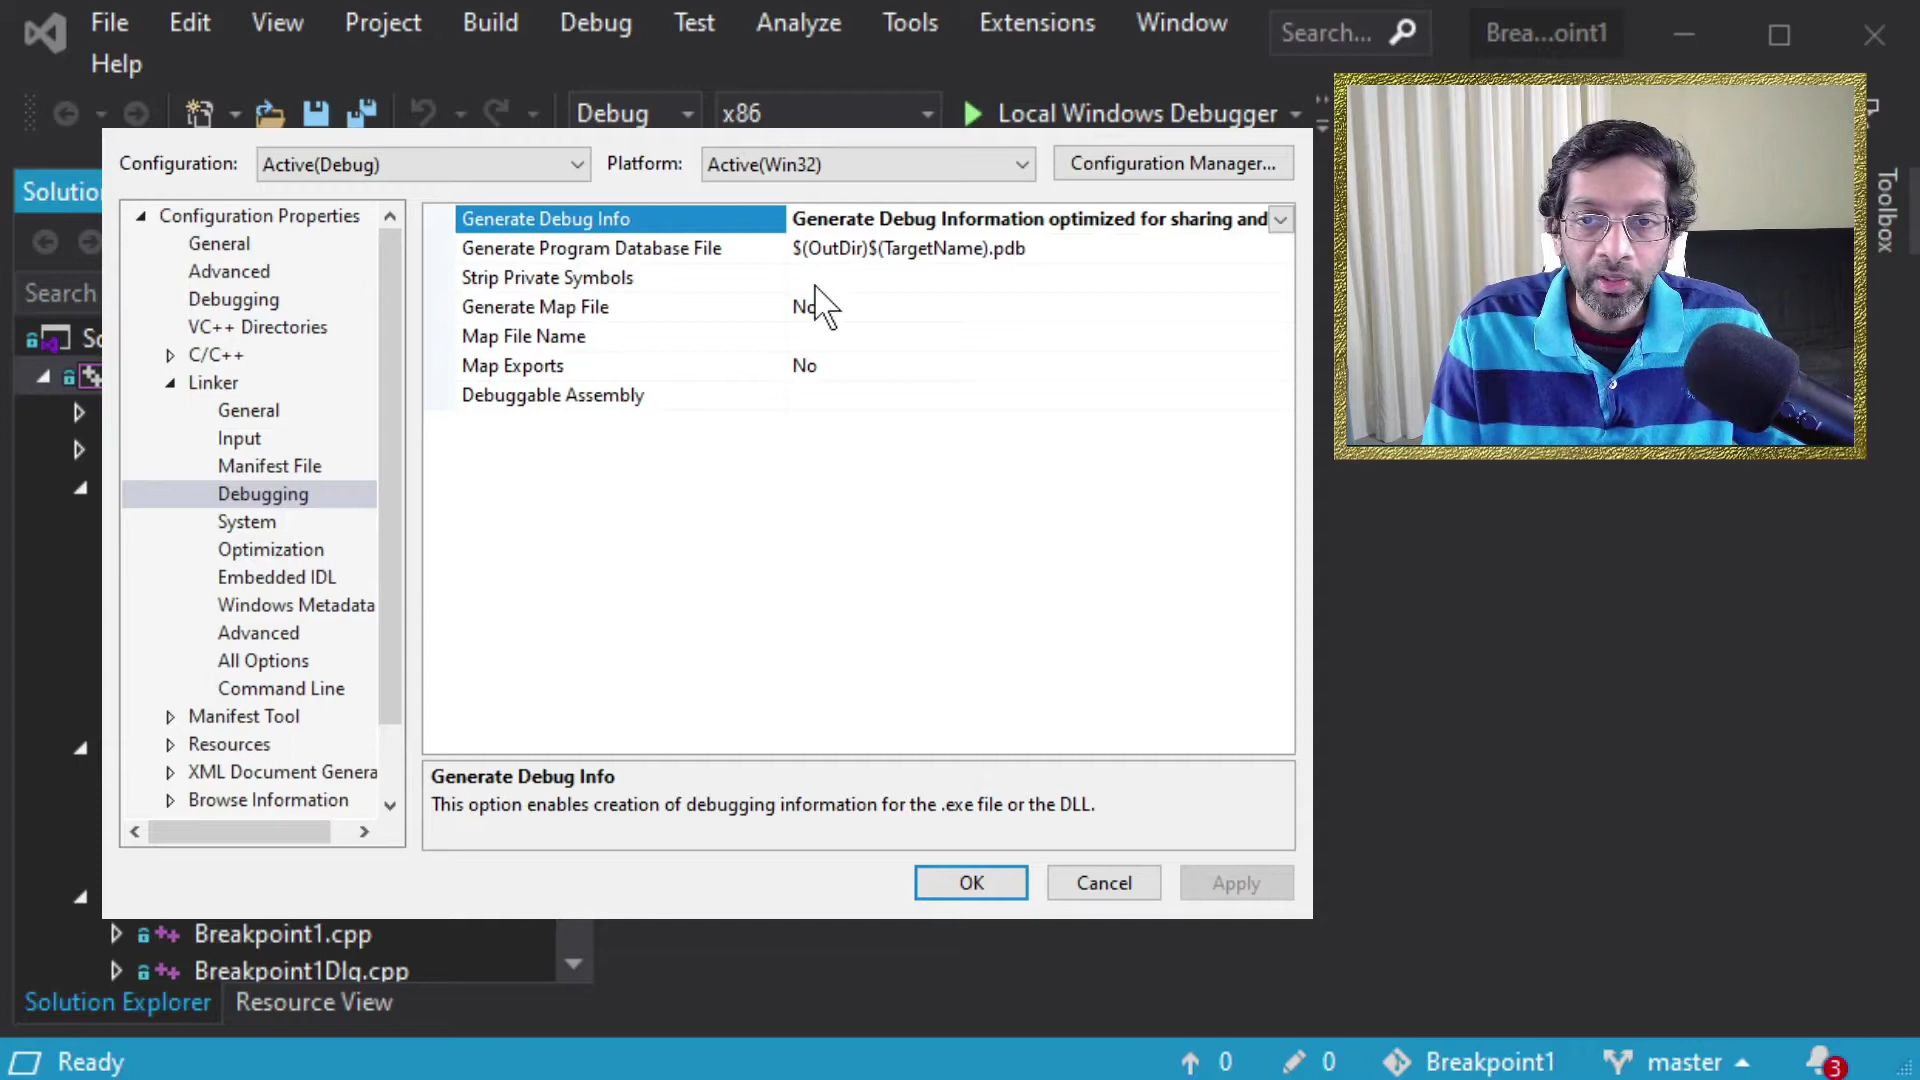 File Edit View Project Build Debug Test Analyze Tools Extensions Window
Search...
Brea...oint1
Help
Debug x86 Local Windows Debugger
Configuration: Active(Debug) Platform: Active(Win32) Configuration Manager...
Solutio
Search
So
Configuration Properties
General
Advanced
Debugging
VC++ Directories
C/C++
Linker
General
Input
Manifest File
Debugging
System
Optimization
Embedded IDL
Windows Metadata
Advanced
All Options
Command Line
Manifest Tool
Resources
XML Document Genera
Browse Information
Generate Debug Info Generate Debug Information optimized for sharing and
Generate Program Database File $(OutDir)$(TargetName).pdb
Strip Private Symbols
Generate Map File No
Map File Name
Map Exports No
Debuggable Assembly
Generate Debug Info
This option enables creation of debugging information for the .exe file or the DLL.
OK Cancel Apply
Toolbox
Breakpoint1.cpp
Breakpoint1Dlg.cpp
Solution Explorer Resource View
Ready 0 0 Breakpoint1 master 3